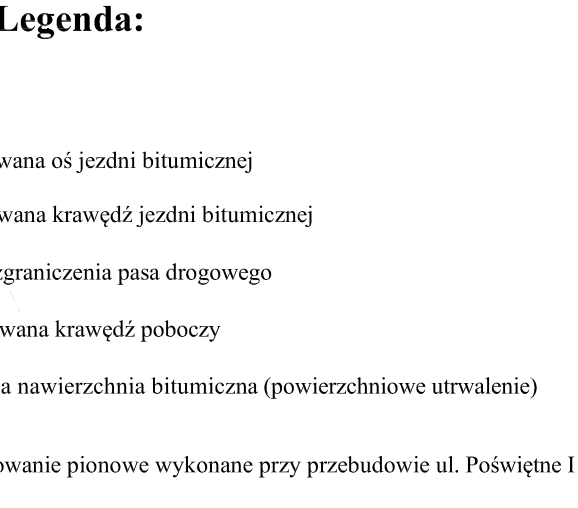 Legenda:
wana oś jezdni bitumicznej
wana krawędź jezdni bitumicznej
zgraniczenia pasa drogowego
wana krawędź poboczy
a nawierzchnia bitumiczna (powierzchniowe utrwalenie)
owanie pionowe wykonane przy przebudowie ul. Poświętne I